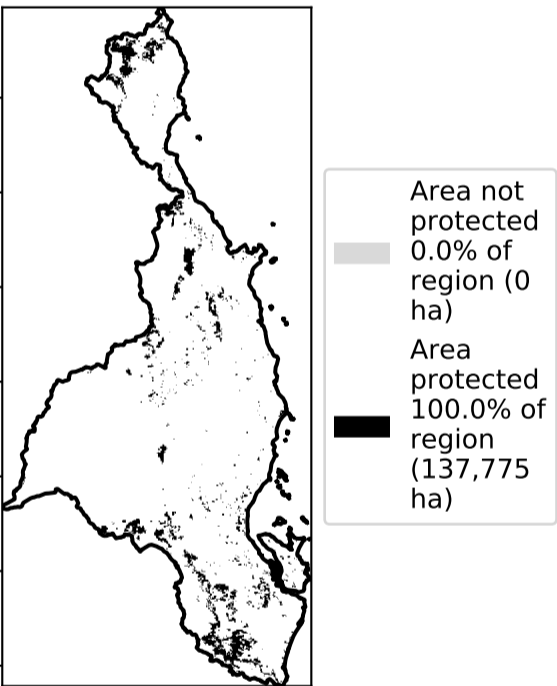 Area not
protected
0.0% of
region (0
ha)
Area
protected
100.0% of
region
(137,775
ha)